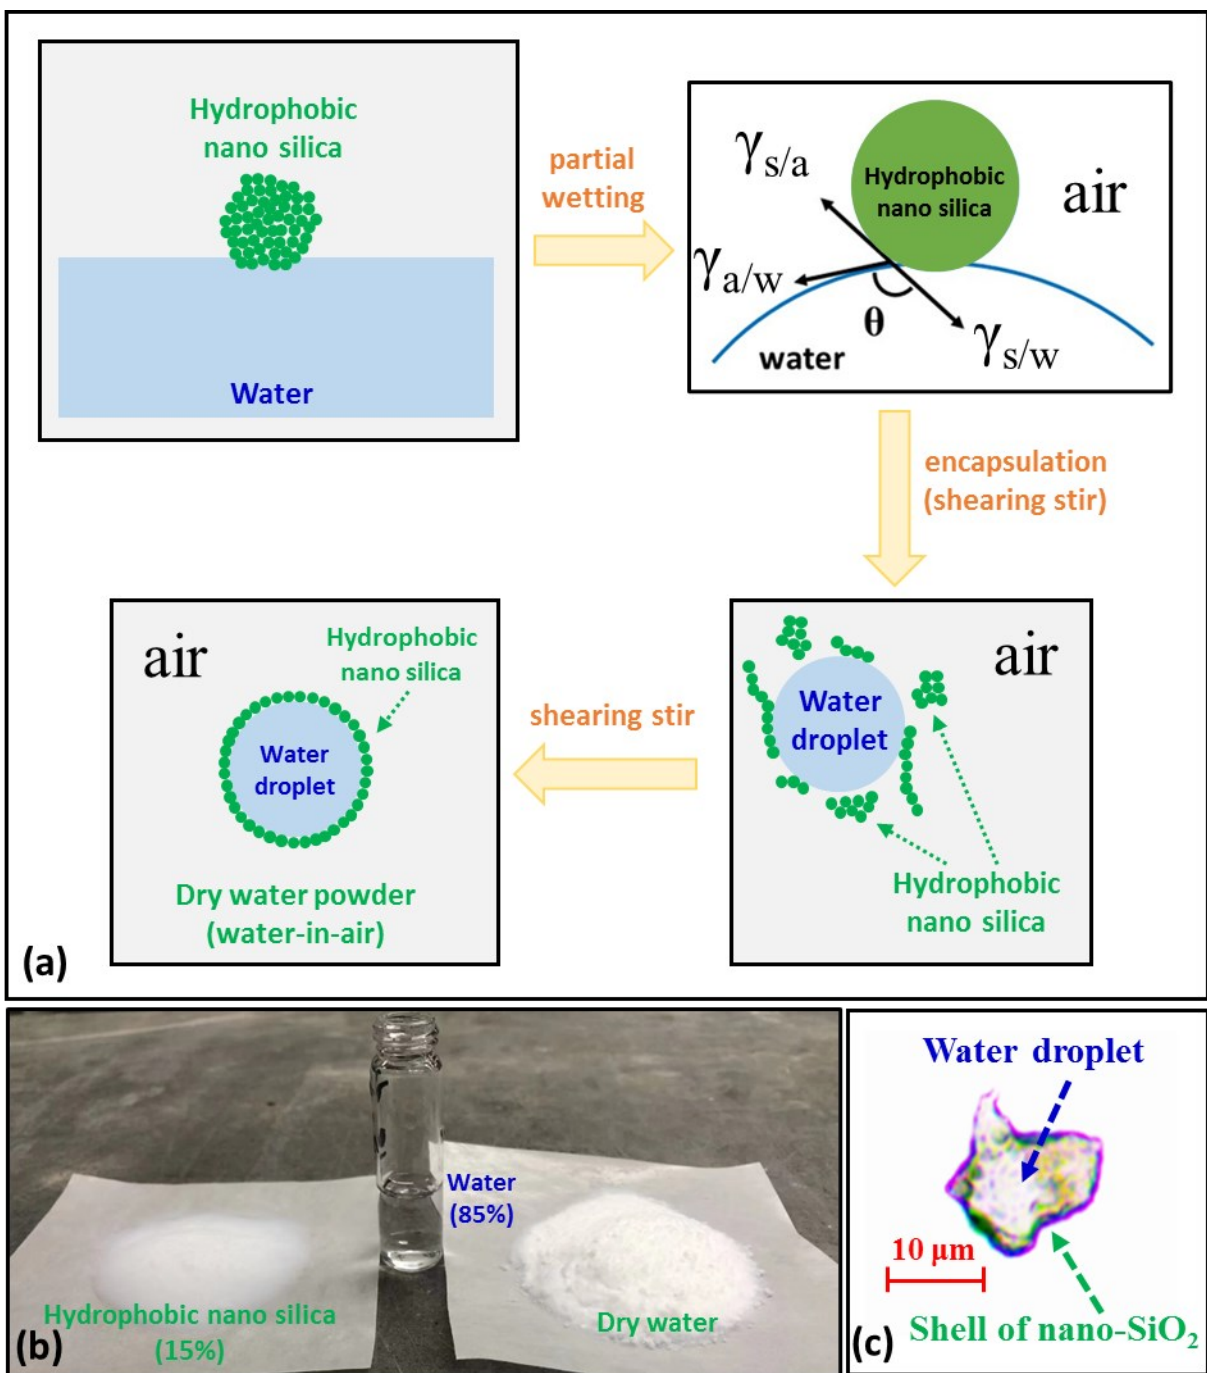 Hydrophobic
nano silica
Water
partial
wetting
γs/a
Hydrophobic
nano silica
air
γa/w
θ
γs/w
water
encapsulation
(shearing stir)
air
Hydrophobic
nano silica
Water
droplet
Dry water powder
(water-in-air)
shearing stir
air
Water
droplet
Hydrophobic
nano silica
(a)
Water
(85%)
Hydrophobic nano silica
(15%)
Dry water
(b)
Water droplet
10 μm
Shell of nano-SiO₂
(c)